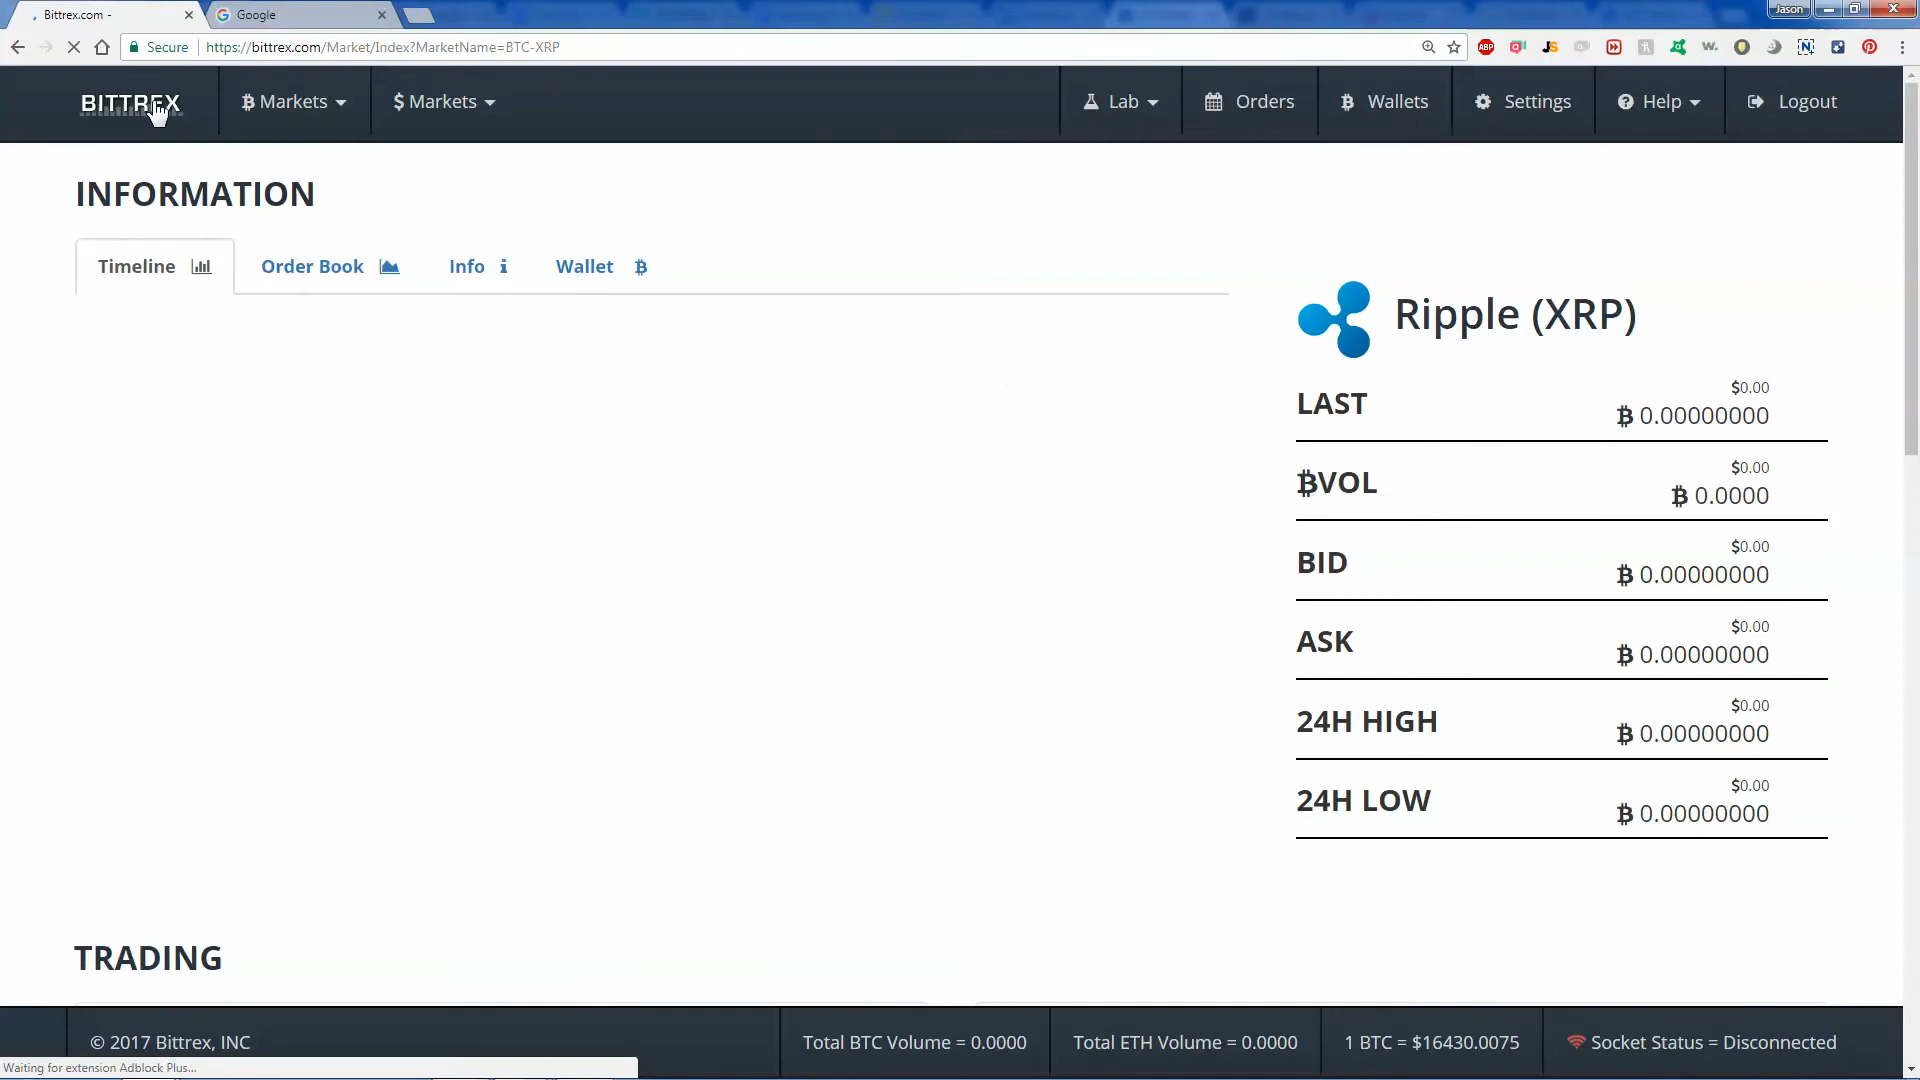 Bittrex.com -
Google
Jason
Secure
https://bittrex.com/Market/Index?MarketName=BTC-XRP
ABP
JS
w.
N
BITTREX
₿ Markets
$ Markets
Lab
Orders
₿ Wallets
Settings
Help
Logout
INFORMATION
Timeline
Order Book
Info
Wallet ₿
Ripple (XRP)
$0.00
LAST
₿ 0.00000000
$0.00
₿VOL
₿ 0.0000
$0.00
BID
₿ 0.00000000
$0.00
ASK
₿ 0.00000000
$0.00
24H HIGH
₿ 0.00000000
$0.00
24H LOW
₿ 0.00000000
TRADING
© 2017 Bittrex, INC
Total BTC Volume = 0.0000
Total ETH Volume = 0.0000
1 BTC = $16430.0075
Socket Status = Disconnected
Waiting for extension Adblock Plus...